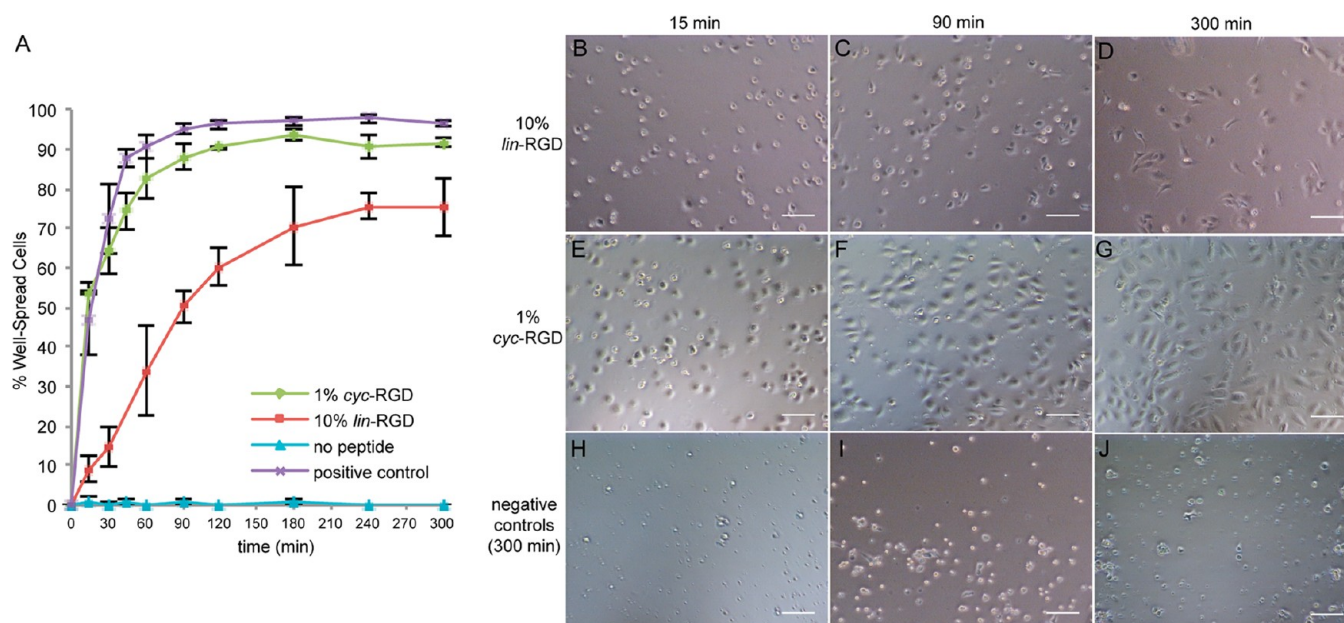 A
% Well-Spread Cells
100
90
80
70
60
50
40
30
20
10
0
0 30 60 90 120 150 180 210 240 270 300
time (min)
1% cyc-RGD
10% lin-RGD
no peptide
positive control
15 min 90 min 300 min
10%
lin-RGD
B C D
1%
cyc-RGD
E F G
negative
controls
(300 min)
H I J